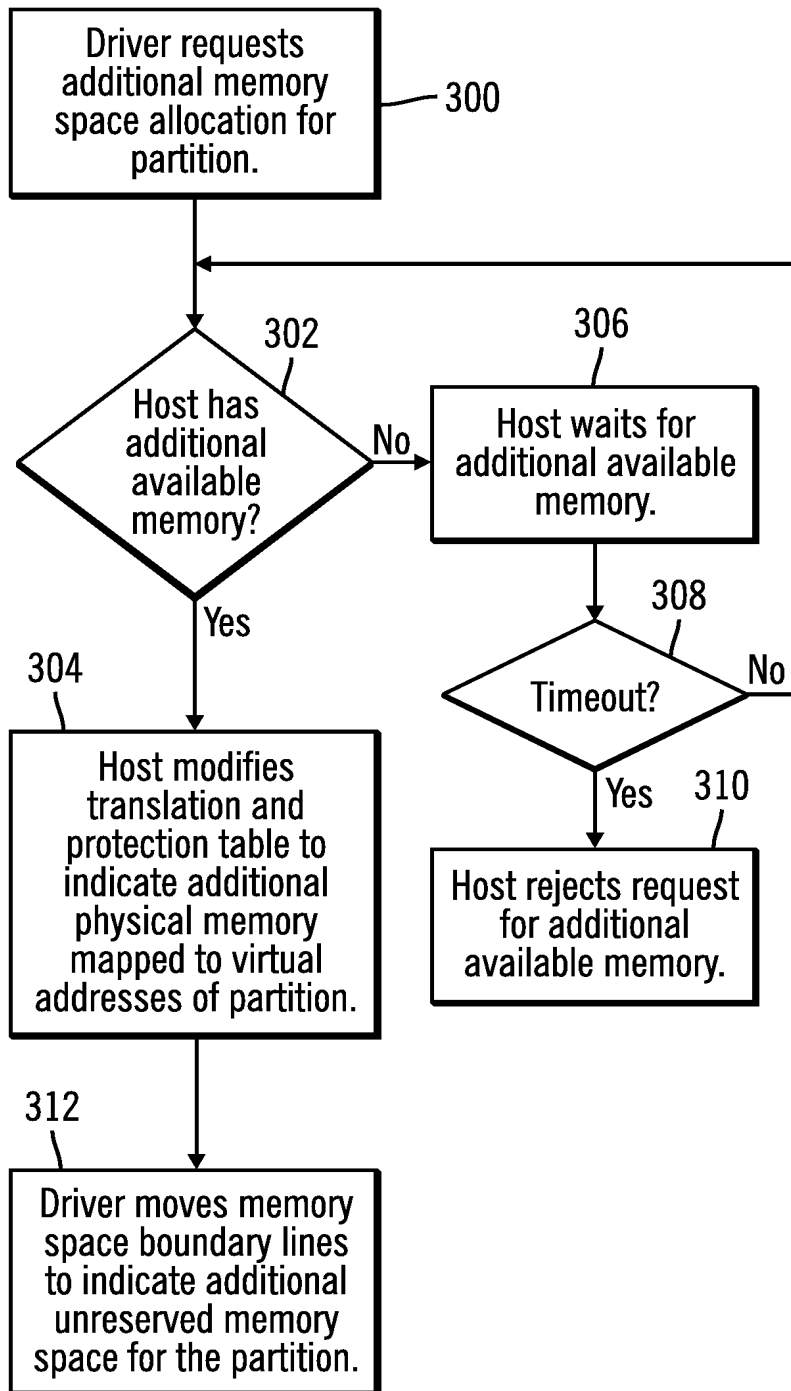 Driver requests
additional memory
space allocation for
partition.
300
302
Host has
additional
available
memory?
No
Yes
306
Host waits for
additional available
memory.
308
Timeout?
No
Yes
304
Host modifies
translation and
protection table to
indicate additional
physical memory
mapped to virtual
addresses of partition.
310
Host rejects request
for additional
available memory.
312
Driver moves memory
space boundary lines
to indicate additional
unreserved memory
space for the partition.